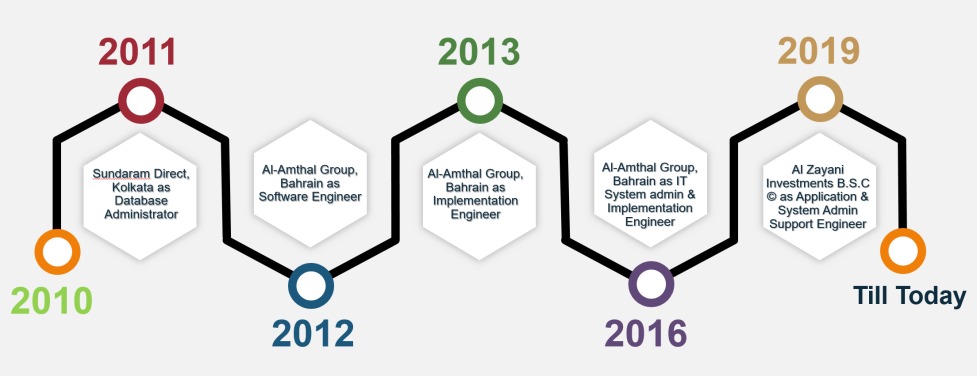 2011
2013
2019
Sundaram Direct,
Kolkata as
Database
Administrator
Al-Amthal Group,
Bahrain as
Software Engineer
Al-Amthal Group,
Bahrain as
Implementation
Engineer
Al-Amthal Group,
Bahrain as IT
System admin &
Implementation
Engineer
Al Zayani
Investments B.S.C
© as Application &
System Admin
Support Engineer
2010
2012
2016
Till Today